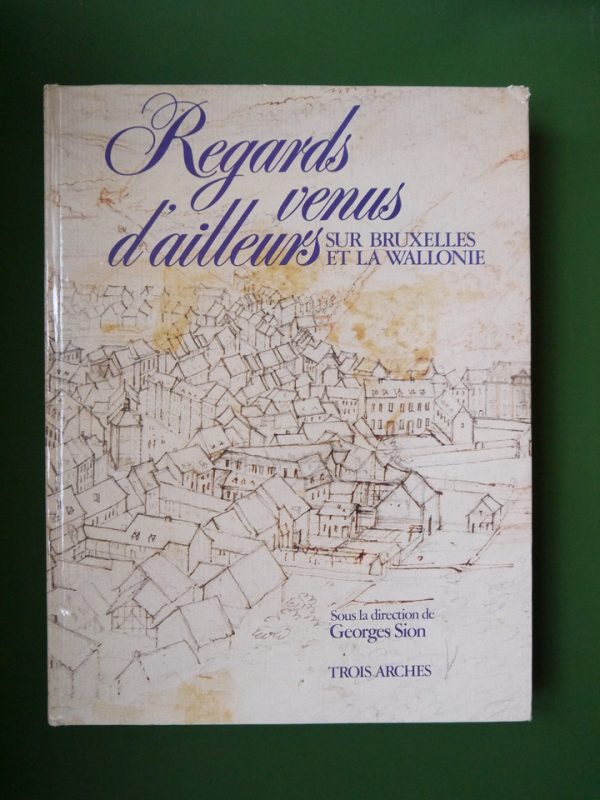 Regards
venus
d'ailleurs
SUR BRUXELLES
ET LA WALLONIE
Sous la direction de
Georges Sion
TROIS ARCHES